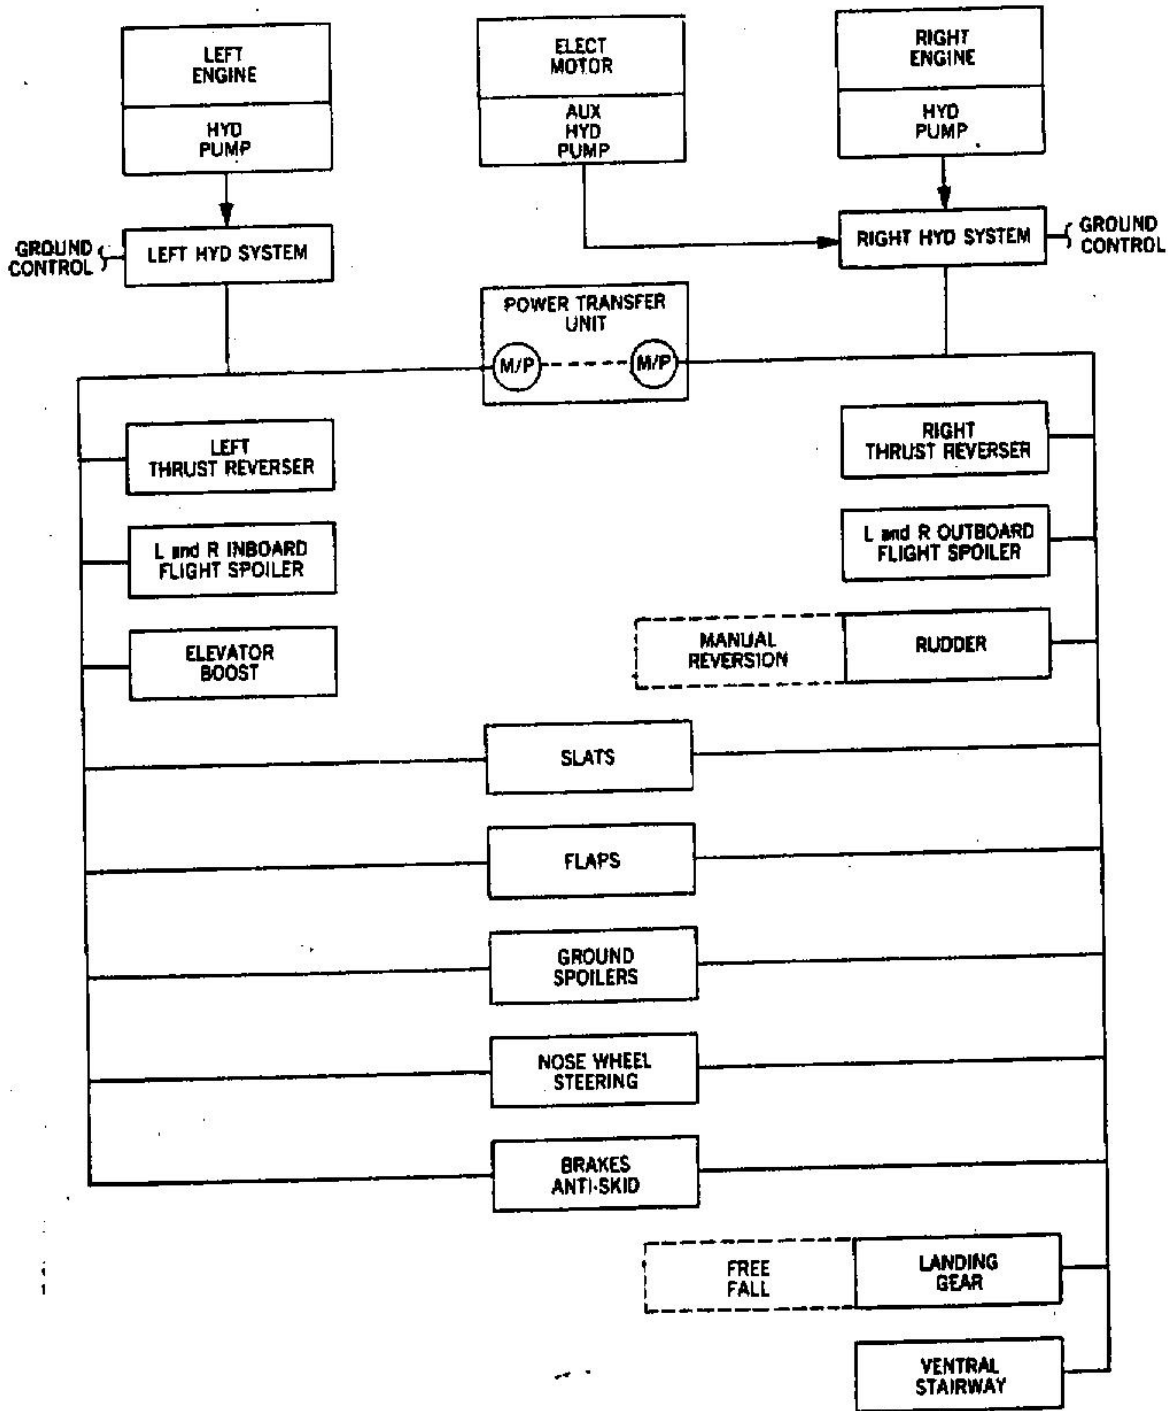 LEFT
ENGINE
HYD
PUMP
ELECT
MOTOR
AUX
HYD
PUMP
RIGHT
ENGINE
HYD
PUMP
GROUND
CONTROL
LEFT HYD SYSTEM
RIGHT HYD SYSTEM
GROUND
CONTROL
POWER TRANSFER
UNIT
M/P
M/P
LEFT
THRUST REVERSER
RIGHT
THRUST REVERSER
L and R INBOARD
FLIGHT SPOILER
L and R OUTBOARD
FLIGHT SPOILER
ELEVATOR
BOOST
MANUAL
REVERSION
RUDDER
SLATS
FLAPS
GROUND
SPOILERS
NOSE WHEEL
STEERING
BRAKES
ANTI-SKID
FREE
FALL
LANDING
GEAR
VENTRAL
STAIRWAY